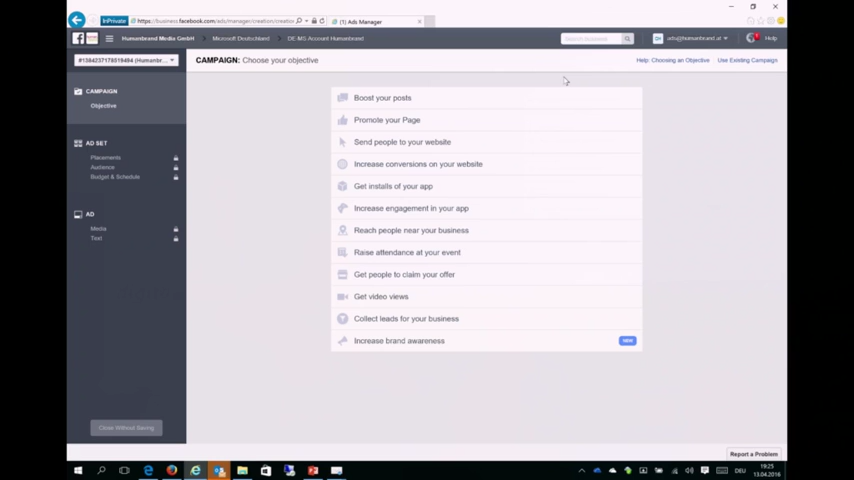 InPrivate
https://business.facebook.com/ads/manager/creation/creation
(1) Ads Manager
Humanbrand Media GmbH
Microsoft Deutschland
DE-MS Account Humanbrand
Search business
ads@humanbrand.at
Help
#1384237178519494 (Humanbr...
CAMPAIGN: Choose your objective
Help: Choosing an Objective
Use Existing Campaign
CAMPAIGN
Objective
AD SET
Placements
Audience
Budget & Schedule
AD
Media
Text
Boost your posts
Promote your Page
Send people to your website
Increase conversions on your website
Get installs of your app
Increase engagement in your app
Reach people near your business
Raise attendance at your event
Get people to claim your offer
Get video views
Collect leads for your business
Increase brand awareness
NEW
Close Without Saving
Report a Problem
DEU
19:25
13.04.2016